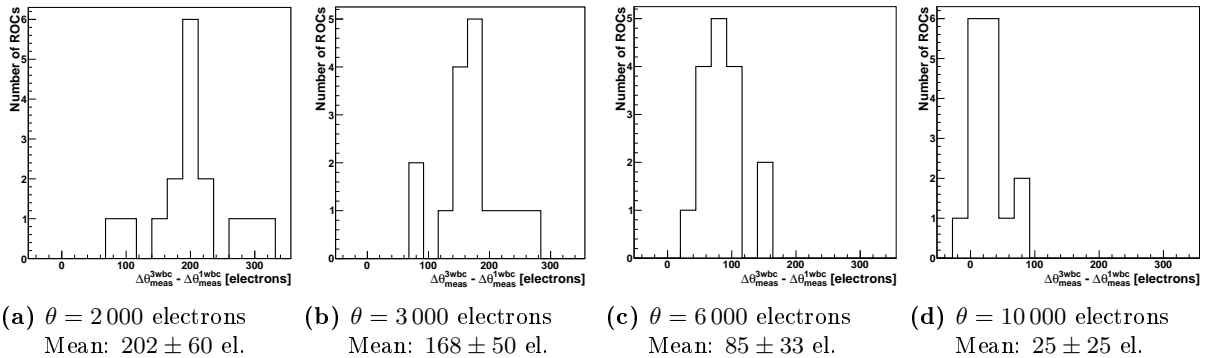 Number of ROCs
6
5
4
3
2
1
0
0 100 200 300
Δθ^3wbc_meas - Δθ^1wbc_meas [electrons]
(a) θ = 2 000 electrons
Mean: 202 ± 60 el.
Number of ROCs
5
4
3
2
1
0
0 100 200 300
Δθ^3wbc_meas - Δθ^1wbc_meas [electrons]
(b) θ = 3 000 electrons
Mean: 168 ± 50 el.
Number of ROCs
5
4
3
2
1
0
0 100 200 300
Δθ^3wbc_meas - Δθ^1wbc_meas [electrons]
(c) θ = 6 000 electrons
Mean: 85 ± 33 el.
Number of ROCs
6
5
4
3
2
1
0
0 100 200 300
Δθ^3wbc_meas - Δθ^1wbc_meas [electrons]
(d) θ = 10 000 electrons
Mean: 25 ± 25 el.